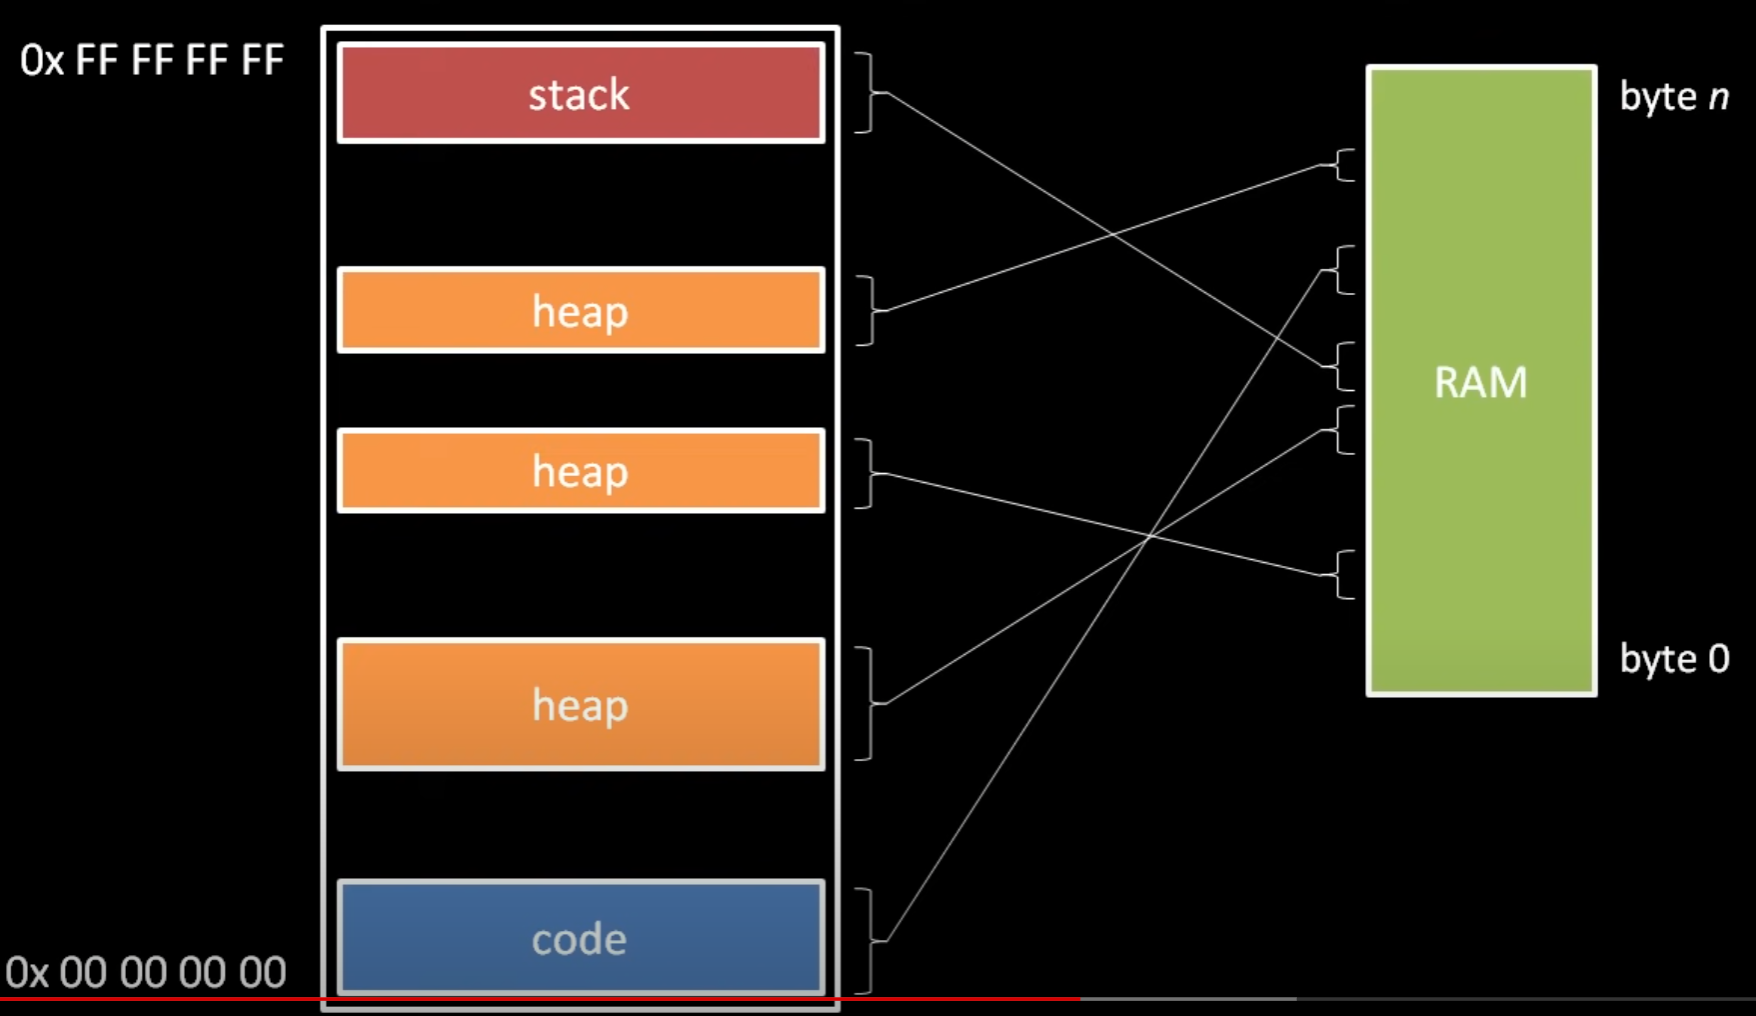 0x FF FF FF FF
stack
byte n
heap
RAM
heap
byte 0
heap
code
0x 00 00 00 00